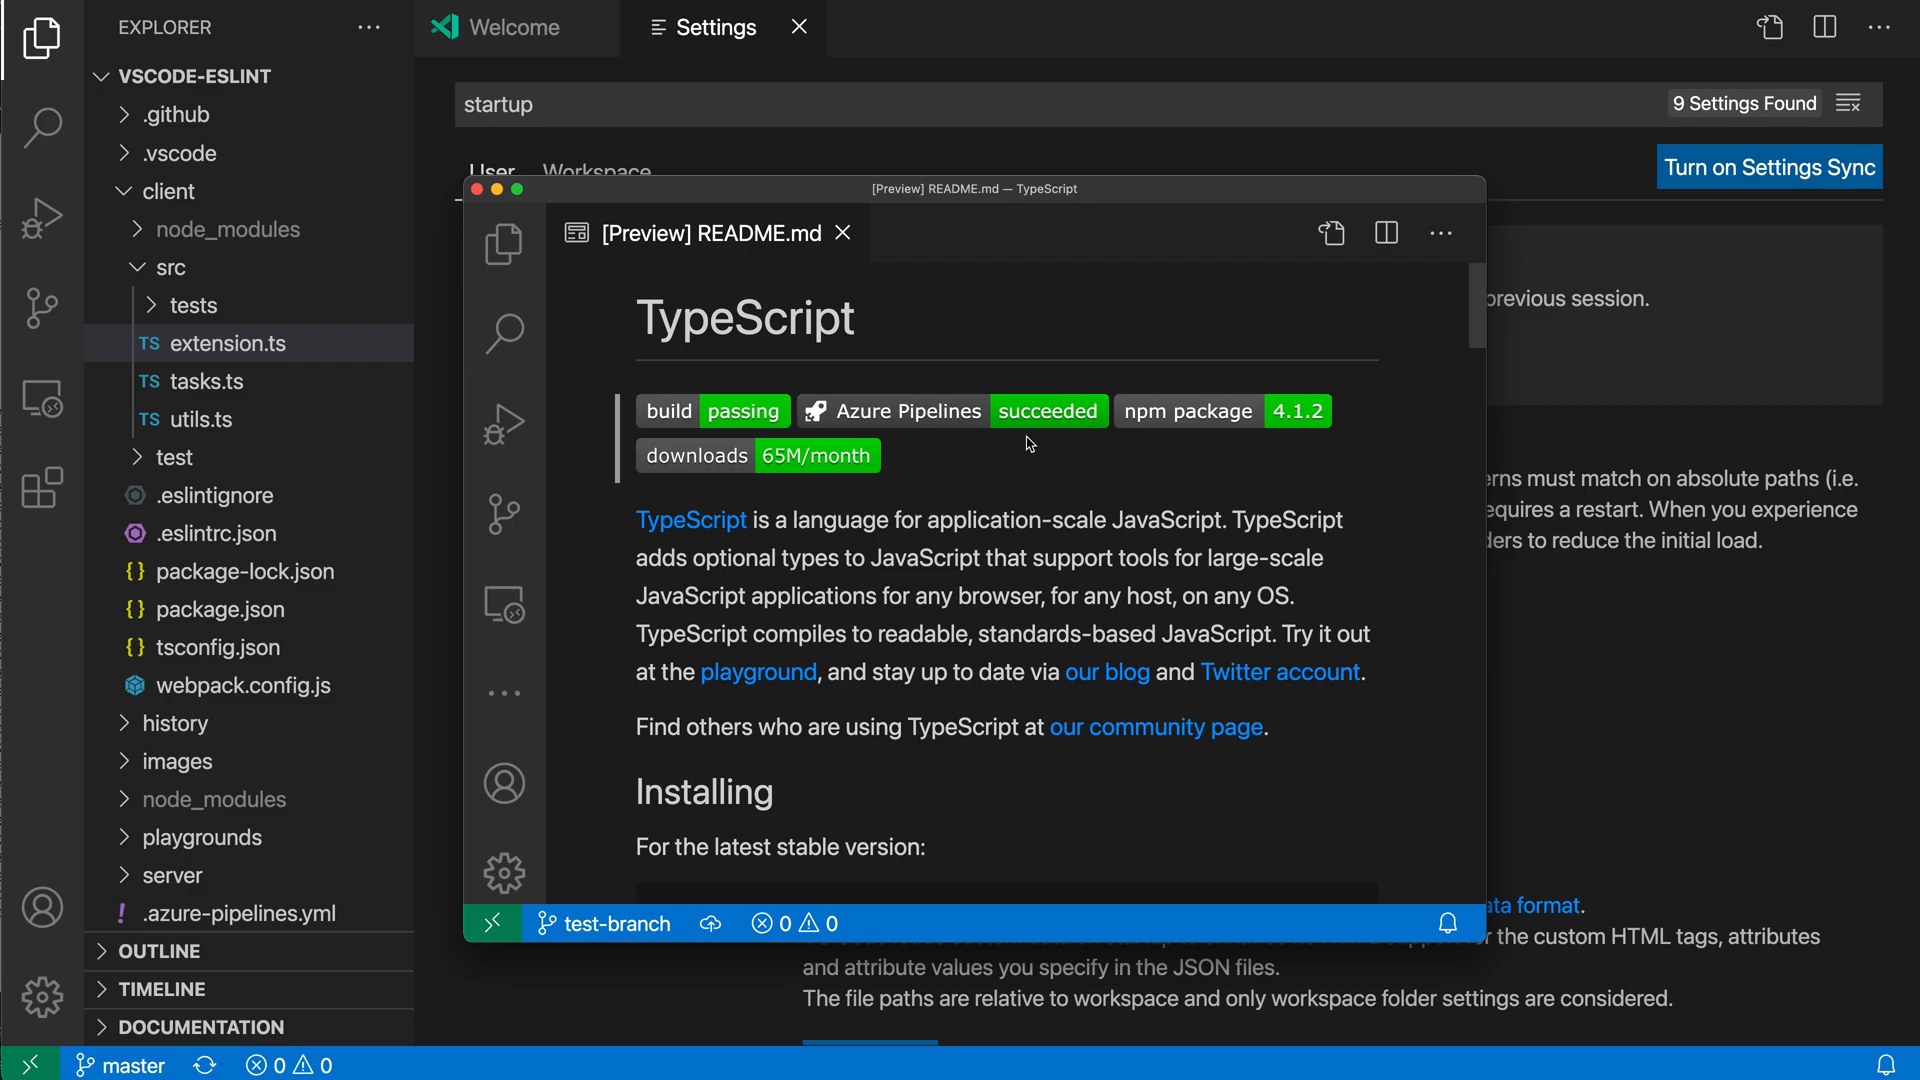 EXPLORER
VSCODE-ESLINT
.github
.vscode
client
node_modules
src
tests
TS extension.ts
TS tasks.ts
TS utils.ts
test
.eslintignore
.eslintrc.json
{} package-lock.json
{} package.json
{} tsconfig.json
webpack.config.js
history
images
node_modules
playgrounds
server
! .azure-pipelines.yml
OUTLINE
TIMELINE
DOCUMENTATION
Welcome
Settings
startup
9 Settings Found
User Workspace
Turn on Settings Sync
previous session.
erns must match on absolute paths (i.e.
equires a restart. When you experience
ders to reduce the initial load.
ata format.
r the custom HTML tags, attributes
and attribute values you specify in the JSON files.
The file paths are relative to workspace and only workspace folder settings are considered.
[Preview] README.md — TypeScript
[Preview] README.md
TypeScript
build passing Azure Pipelines succeeded npm package 4.1.2
downloads 65M/month
TypeScript is a language for application-scale JavaScript. TypeScript
adds optional types to JavaScript that support tools for large-scale
JavaScript applications for any browser, for any host, on any OS.
TypeScript compiles to readable, standards-based JavaScript. Try it out
at the playground, and stay up to date via our blog and Twitter account.
Find others who are using TypeScript at our community page.
Installing
For the latest stable version:
test-branch 0 0
master 0 0